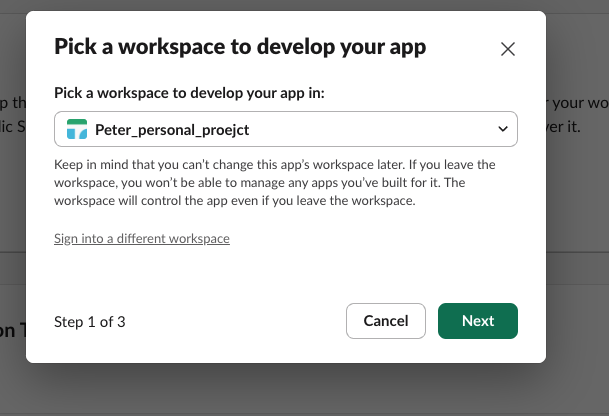 Pick a workspace to develop your app
Pick a workspace to develop your app in:
Peter_personal_proejct
Keep in mind that you can't change this app's workspace later. If you leave the
workspace, you won't be able to manage any apps you've built for it. The
workspace will control the app even if you leave the workspace.
Sign into a different workspace
Step 1 of 3
Cancel
Next
your